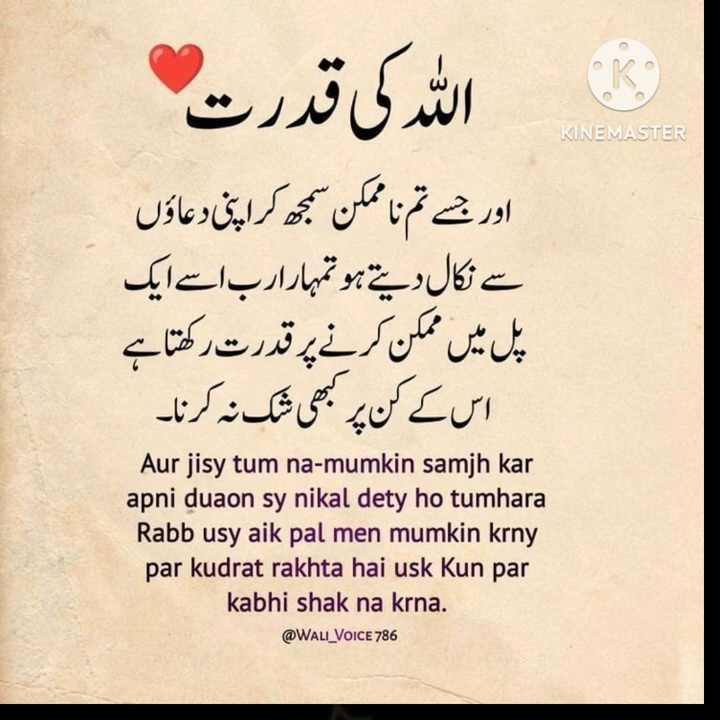 اللہ کی قدرت ❤️
KINEMASTER
اور جسے تم نا ممکن سمجھ کر اپنی دعاؤں
سے نکال دیتے ہو تمہارا رب اسے ایک
پل میں ممکن کرنے پر قدرت رکھتا ہے
اس کے کن پر کبھی شک نہ کرنا۔
Aur jisy tum na-mumkin samjh kar
apni duaon sy nikal dety ho tumhara
Rabb usy aik pal men mumkin krny
par kudrat rakhta hai usk Kun par
kabhi shak na krna.
@WALI_VOICE786